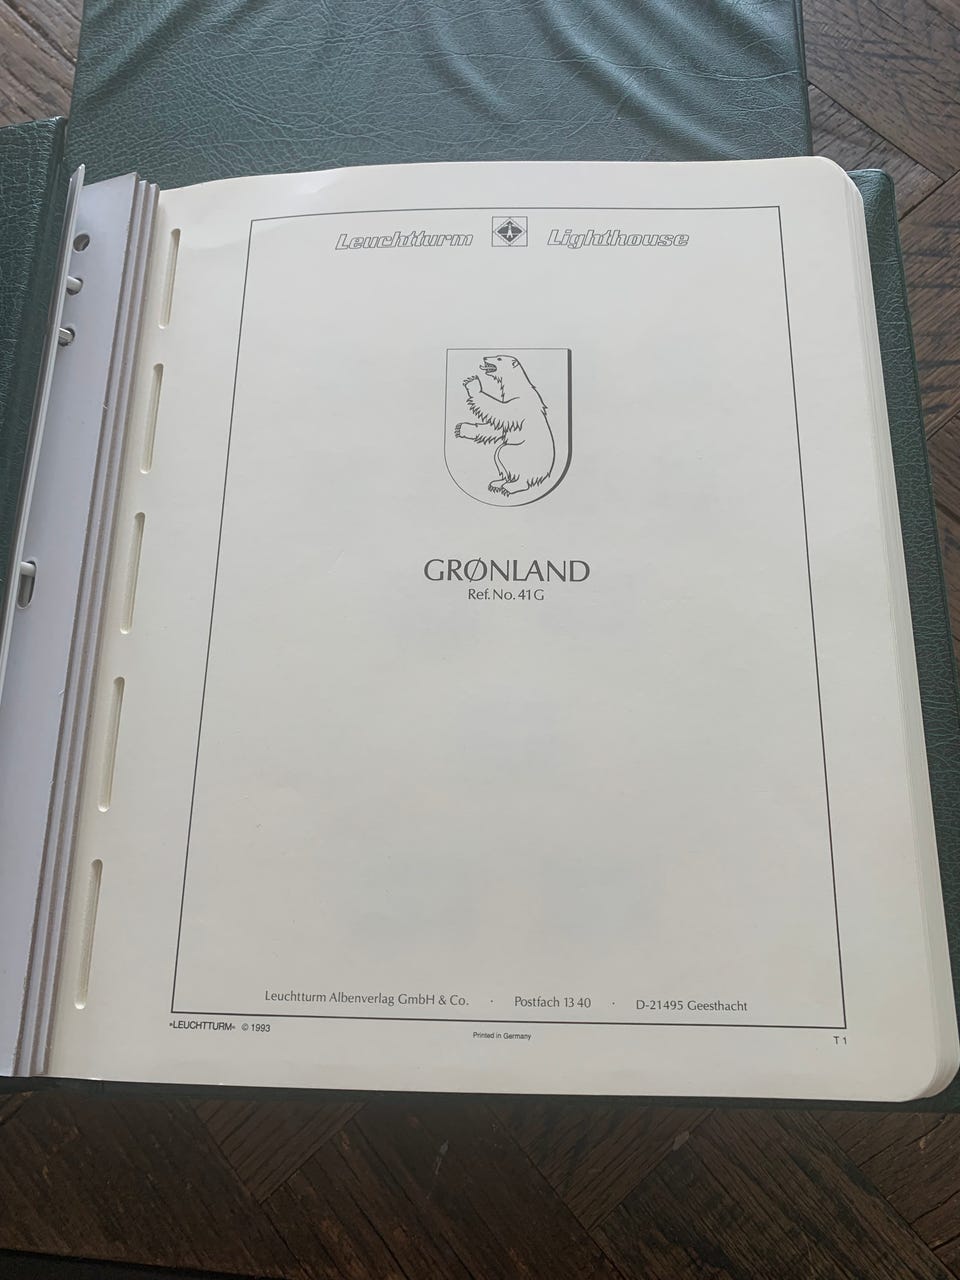 Leuchtturm Lighthouse
GRØNLAND
Ref. No. 41G
Leuchtturm Albenverlag GmbH & Co. · Postfach 13 40 · D-21495 Geesthacht
»LEUCHTTURM« © 1993 Printed in Germany T 1